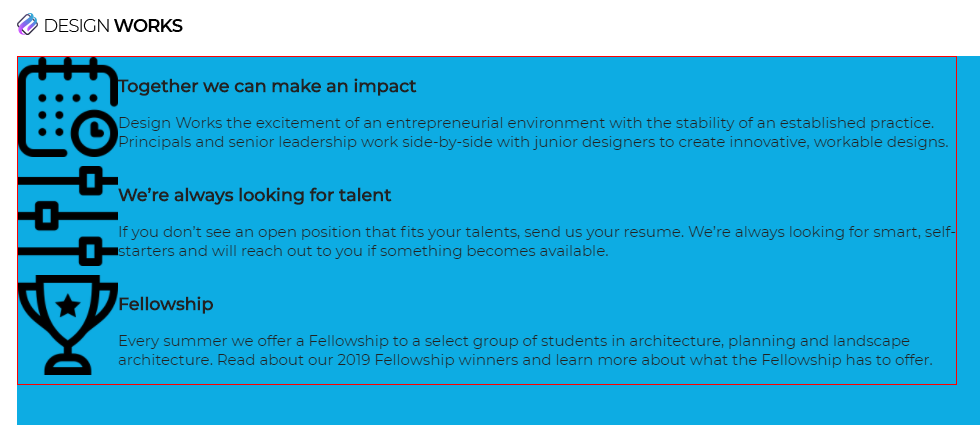 DESIGN WORKS
Together we can make an impact
Design Works the excitement of an entrepreneurial environment with the stability of an established practice.
Principals and senior leadership work side-by-side with junior designers to create innovative, workable designs.
We’re always looking for talent
If you don’t see an open position that fits your talents, send us your resume. We’re always looking for smart, self-
starters and will reach out to you if something becomes available.
Fellowship
Every summer we offer a Fellowship to a select group of students in architecture, planning and landscape
architecture. Read about our 2019 Fellowship winners and learn more about what the Fellowship has to offer.